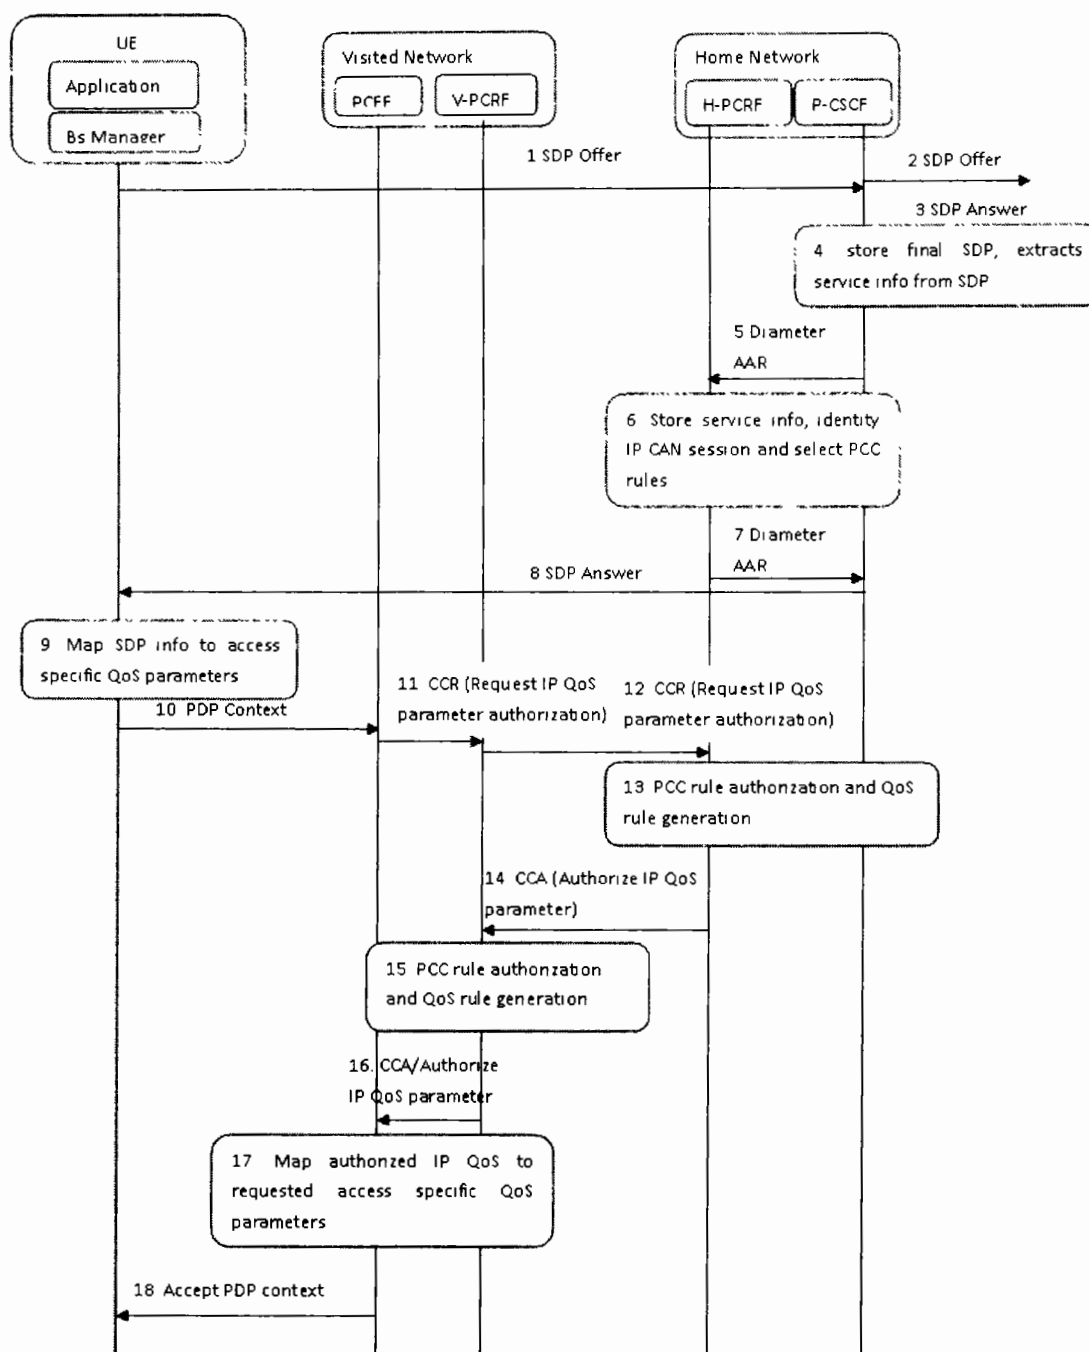 UE
Application
Bs Manager
Visited Network
PCEF
V-PCRF
Home Network
H-PCRF
P-CSCF
1 SDP Offer
2 SDP Offer
3 SDP Answer
4 store final SDP, extracts
service info from SDP
5 Diameter
AAR
6 Store service info, identity
IP CAN session and select PCC
rules
7 Diameter
AAR
8 SDP Answer
9 Map SDP info to access
specific QoS parameters
10 PDP Context
11 CCR (Request IP QoS
parameter authorization)
12 CCR (Request IP QoS
parameter authorization)
13 PCC rule authorization and QoS
rule generation
14 CCA (Authorize IP QoS
parameter)
15 PCC rule authorization
and QoS rule generation
16. CCA/Authorize
IP QoS parameter
17 Map authorized IP QoS to
requested access specific QoS
parameters
18 Accept PDP context